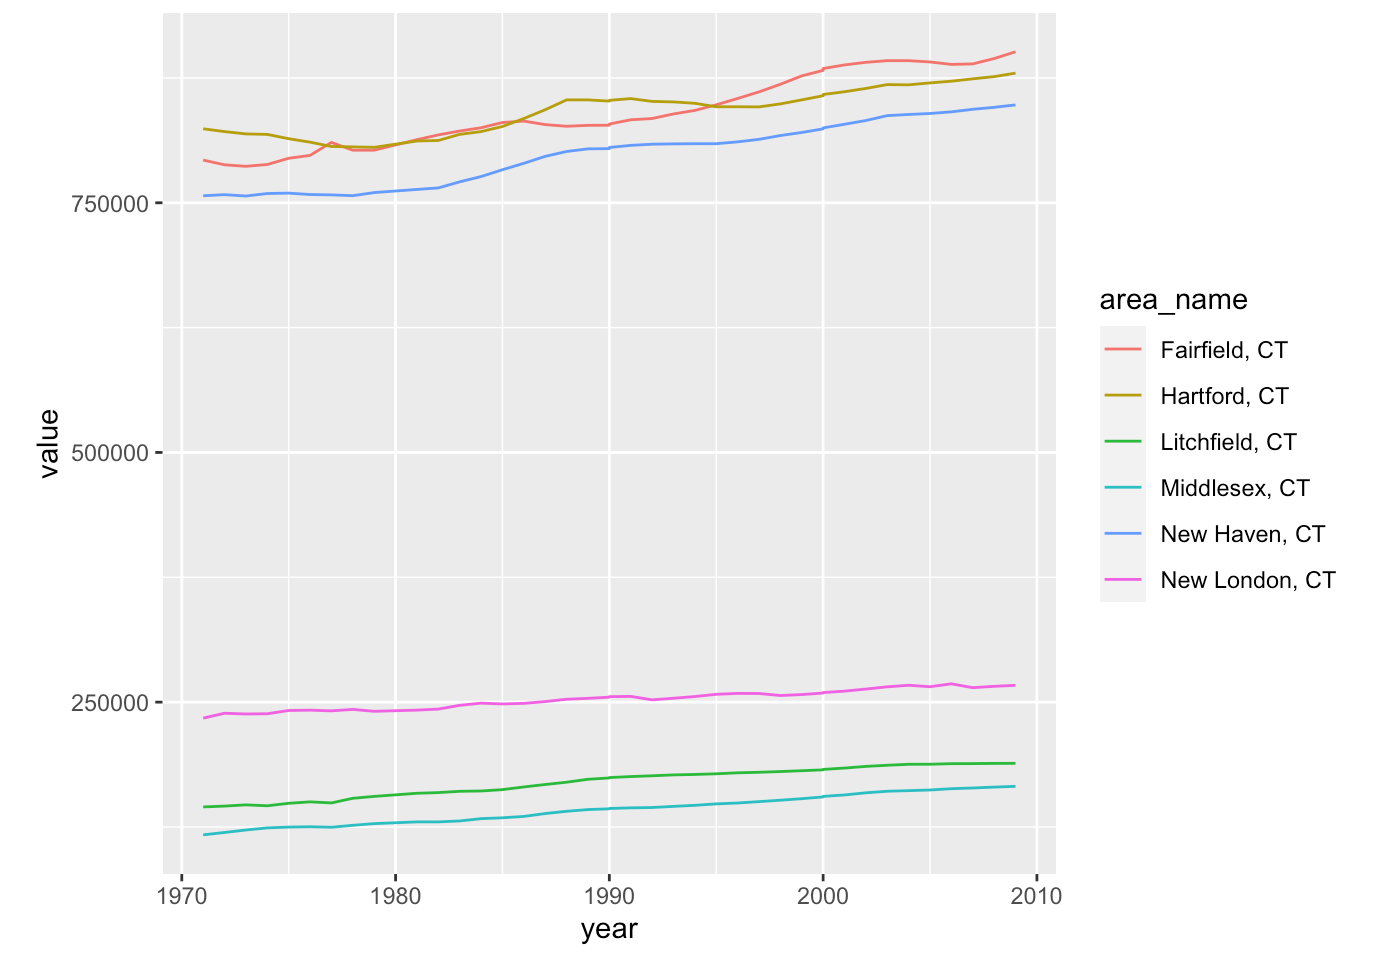 750000
500000
250000
value
1970
1980
1990
2000
2010
year
area_name
Fairfield, CT
Hartford, CT
Litchfield, CT
Middlesex, CT
New Haven, CT
New London, CT